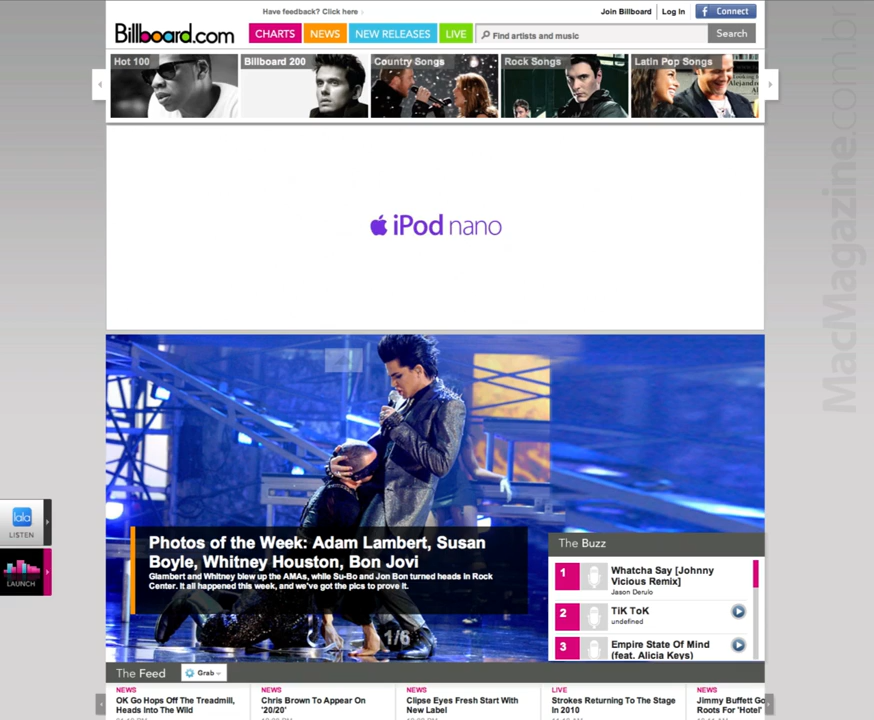 Have feedback? Click here
Join Billboard
Log In
Connect
Billboard.com
CHARTS
NEWS
NEW RELEASES
LIVE
Find artists and music
Search
Hot 100
Billboard 200
Country Songs
Rock Songs
Latin Pop Songs
iPod nano
MacMagazine.com.br
Photos of the Week: Adam Lambert, Susan
Boyle, Whitney Houston, Bon Jovi
Glambert and Whitney blew up the AMAs, while Su-Bo and Jon Bon turned heads in Rock
Center. It all happened this week, and we've got the pics to prove it.
1/6
lala
LISTEN
LAUNCH
The Buzz
1
Whatcha Say [Johnny
Vicious Remix]
Jason Derulo
2
TiK ToK
undefined
3
Empire State Of Mind
(feat. Alicia Keys)
The Feed
Grab
NEWS
OK Go Hops Off The Treadmill,
Heads Into The Wild
NEWS
Chris Brown To Appear On
'20/20'
NEWS
Clipse Eyes Fresh Start With
New Label
LIVE
Strokes Returning To The Stage
In 2010
NEWS
Jimmy Buffett Go
Roots For 'Hotel'